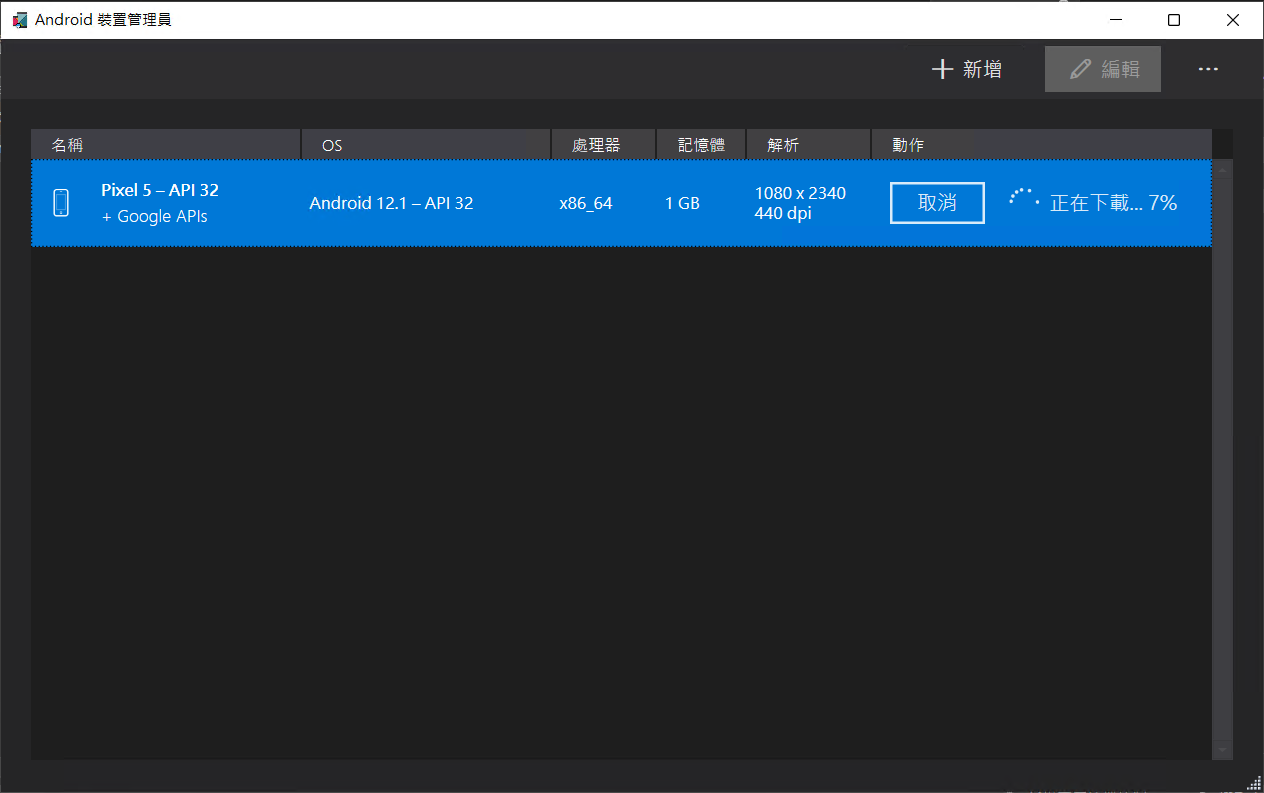 Android 裝置管理員
新增
編輯
名稱 OS 處理器 記憶體 解析 動作
Pixel 5 – API 32
+ Google APIs
Android 12.1 – API 32
x86_64
1 GB
1080 x 2340
440 dpi
取消
正在下載... 7%